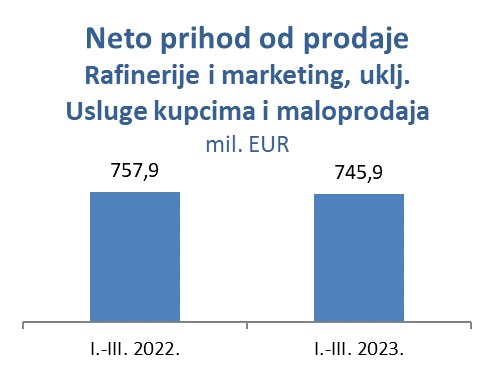 Neto prihod od prodaje
Rafinerije i marketing, uklj.
Usluge kupcima i maloprodaja
mil. EUR
757,9
745,9
I.-III. 2022.
I.-III. 2023.